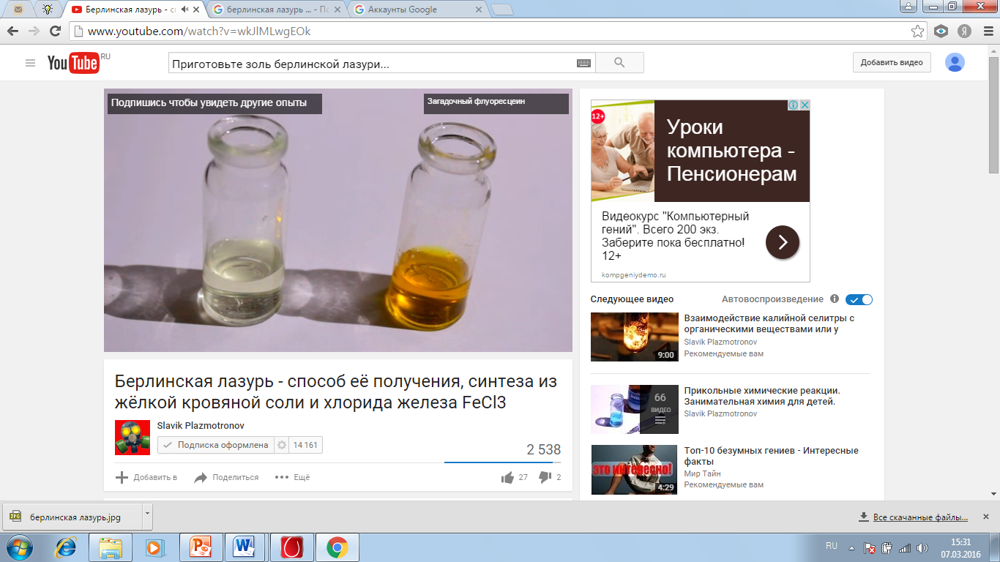 Берлинская лазурь - сп
берлинская лазурь ... - По
Аккаунты Google
www.youtube.com/watch?v=wkJlMLwgEOk
Я
YouTube RU
Приготовьте золь берлинской лазури...
Добавить видео
Подпишись чтобы увидеть другие опыты
Загадочный флуоресцеин
12+
Уроки
компьютера -
Пенсионерам
Видеокурс "Компьютерный
гений". Всего 200 экз.
Заберите пока бесплатно!
12+
kompgeniydemo.ru
Следующее видео
Автовоспроизведение
Взаимодействие калийной селитры с
органическими веществами или у
Slavik Plazmotronov
Рекомендуемые вам
9:00
66
ВИДЕО
Прикольные химические реакции.
Занимательная химия для детей.
Slavik Plazmotronov
это интересно!
4:29
Топ-10 безумных гениев - Интересные
факты
Мир Тайн
Рекомендуемые вам
Берлинская лазурь - способ её получения, синтеза из
жёлкой кровяной соли и хлорида железа FeCl3
Slavik Plazmotronov
Подписка оформлена 14 161
2 538
Добавить в Поделиться Ещё 27 2
JPG
берлинская лазурь.jpg
Все скачанные файлы...
RU
15:31
07.03.2016